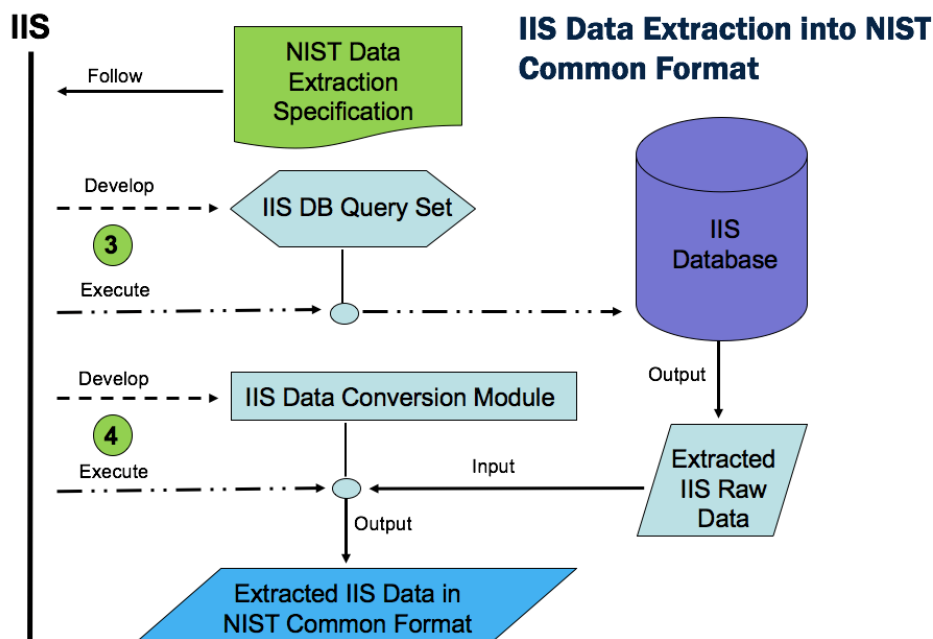 IIS
IIS Data Extraction into NIST
Common Format
NIST Data
Extraction
Specification
Follow
Develop
IIS DB Query Set
3
IIS
Database
Execute
Output
Develop
IIS Data Conversion Module
4
Execute
Input
Extracted
IIS Raw
Data
Output
Extracted IIS Data in
NIST Common Format